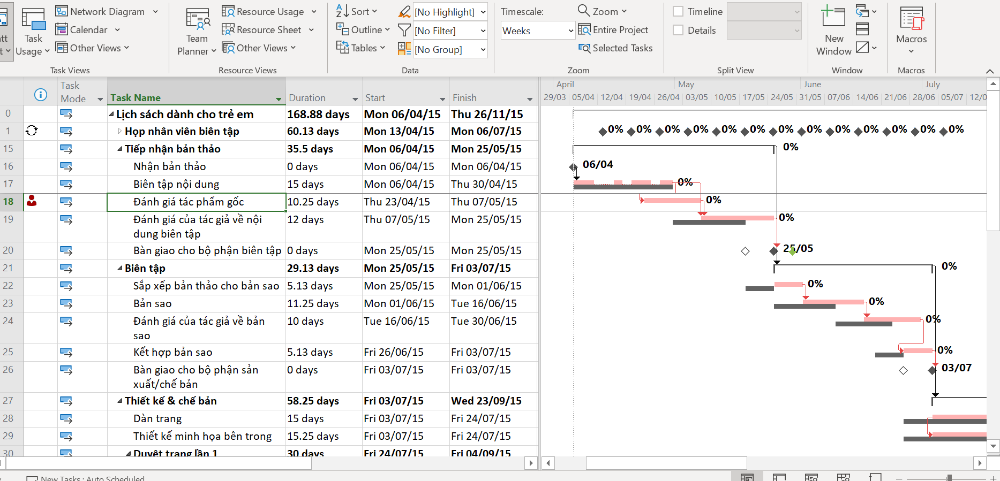 Network Diagram
Resource Usage
Sort
[No Highlight]
Timescale:
Zoom
Timeline
Calendar
Resource Sheet
Outline
[No Filter]
Weeks
Entire Project
Details
Task
Usage
Other Views
Team
Planner
Other Views
Tables
[No Group]
Selected Tasks
New
Window
Macros
Task Views
Resource Views
Data
Zoom
Split View
Window
Macros
Task
Mode
Task Name
Duration
Start
Finish
April
May
June
July
29/03 05/04 12/04 19/04 26/04 03/05 10/05 17/05 24/05 31/05 07/06 14/06 21/06 28/06 05/07
0 Lịch sách dành cho trẻ em 168.88 days Mon 06/04/15 Thu 26/11/15
1 Họp nhân viên biên tập 60.13 days Mon 13/04/15 Mon 06/07/15 0% 0% 0% 0% 0% 0% 0% 0% 0% 0% 0% 0% 0%
15 Tiếp nhận bản thảo 35.5 days Mon 06/04/15 Mon 25/05/15 0%
16 Nhận bản thảo 0 days Mon 06/04/15 Mon 06/04/15 06/04
17 Biên tập nội dung 15 days Mon 06/04/15 Thu 30/04/15 0%
18 Đánh giá tác phẩm gốc 10.25 days Thu 23/04/15 Thu 07/05/15 0%
19 Đánh giá của tác giả về nội 12 days Thu 07/05/15 Mon 25/05/15 0%
dung biên tập
20 Bàn giao cho bộ phận biên tập 0 days Mon 25/05/15 Mon 25/05/15 25/05
21 Biên tập 29.13 days Mon 25/05/15 Fri 03/07/15 0%
22 Sắp xếp bản thảo cho bản sao 5.13 days Mon 25/05/15 Mon 01/06/15 0%
23 Bản sao 11.25 days Mon 01/06/15 Tue 16/06/15 0%
24 Đánh giá của tác giả về bản 10 days Tue 16/06/15 Tue 30/06/15 0%
sao
25 Kết hợp bản sao 5.13 days Fri 26/06/15 Fri 03/07/15 0%
26 Bàn giao cho bộ phận sản 0 days Fri 03/07/15 Fri 03/07/15 03/07
xuất/chế bản
27 Thiết kế & chế bản 58.25 days Fri 03/07/15 Wed 23/09/15
28 Dàn trang 15 days Fri 03/07/15 Fri 24/07/15
29 Thiết kế minh họa bên trong 15.25 days Fri 03/07/15 Fri 24/07/15
30 Duyệt trang lần 1 30 days Fri 24/07/15 Fri 04/09/15
New Tasks : Auto Scheduled